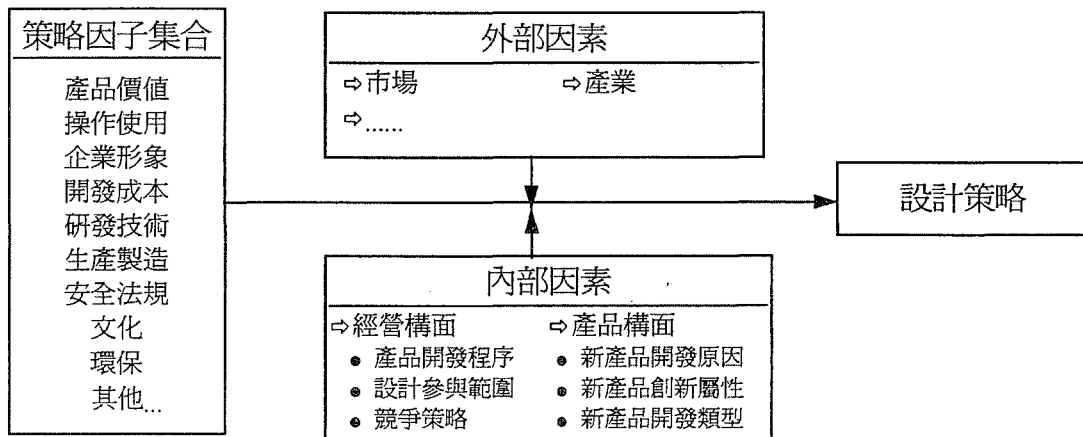 策略因子集合
產品價值
操作使用
企業形象
開發成本
研發技術
生產製造
安全法規
文化
環保
其他...
外部因素
⇨市場 ⇨產業
⇨......
設計策略
內部因素
⇨經營構面 ⇨產品構面
● 產品開發程序 ● 新產品開發原因
● 設計參與範圍 ● 新產品創新屬性
● 競爭策略 ● 新產品開發類型